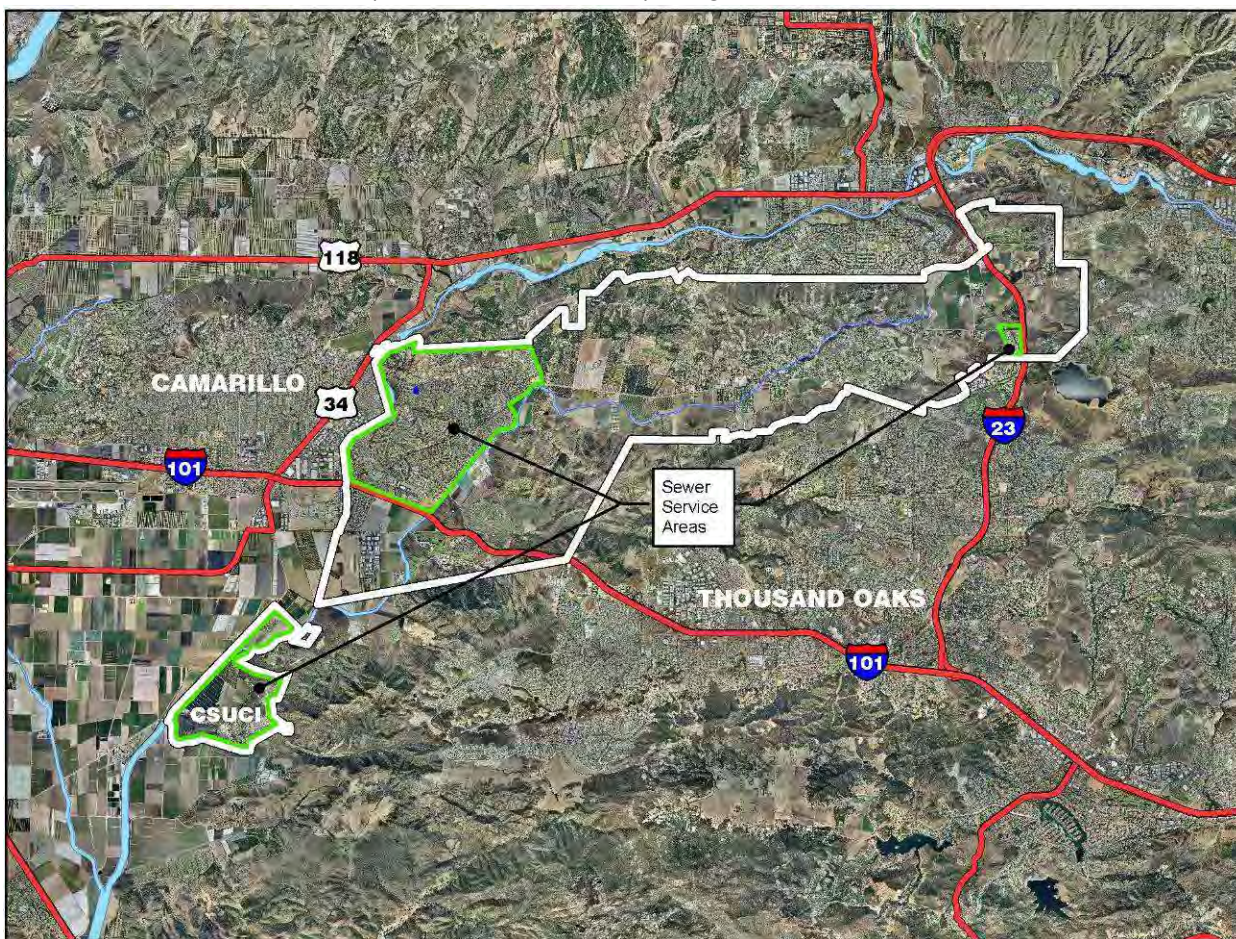 118
CAMARILLO
34
101
23
Sewer
Service
Areas
THOUSAND OAKS
101
CSUCI